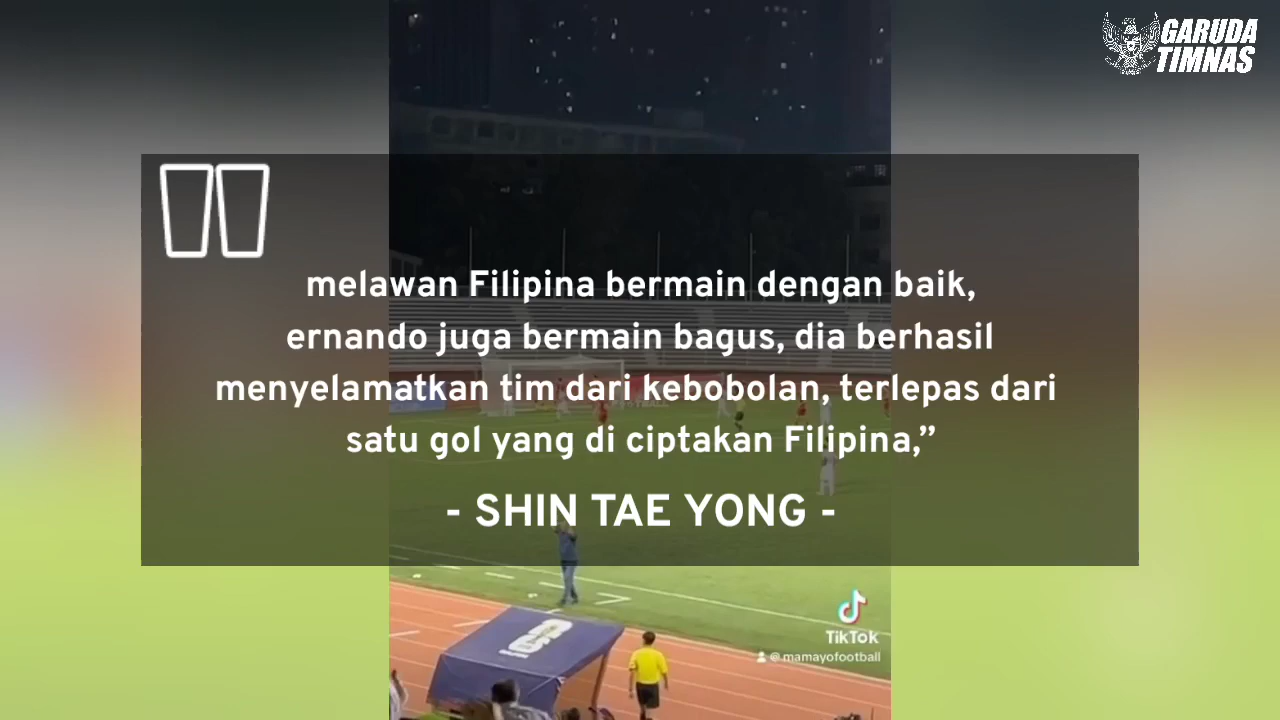 GARUDA
TIMNAS
melawan Filipina bermain dengan baik,
ernando juga bermain bagus, dia berhasil
menyelamatkan tim dari kebobolan, terlepas dari
satu gol yang di ciptakan Filipina,”
- SHIN TAE YONG -
TikTok
@mamayofootball